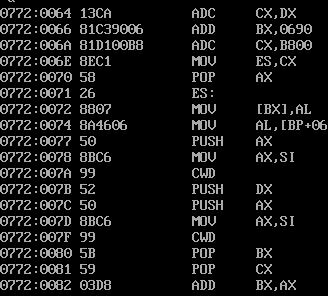 0772:0064 13CA ADC CX,DX
0772:0066 81C39006 ADD BX,0690
0772:006A 81D100B8 ADC CX,B800
0772:006E 8EC1 MOV ES,CX
0772:0070 58 POP AX
0772:0071 26 ES:
0772:0072 8807 MOV [BX],AL
0772:0074 8A4606 MOV AL,[BP+06
0772:0077 50 PUSH AX
0772:0078 8BC6 MOV AX,SI
0772:007A 99 CWD
0772:007B 52 PUSH DX
0772:007C 50 PUSH AX
0772:007D 8BC6 MOV AX,SI
0772:007F 99 CWD
0772:0080 5B POP BX
0772:0081 59 POP CX
0772:0082 03D8 ADD BX,AX